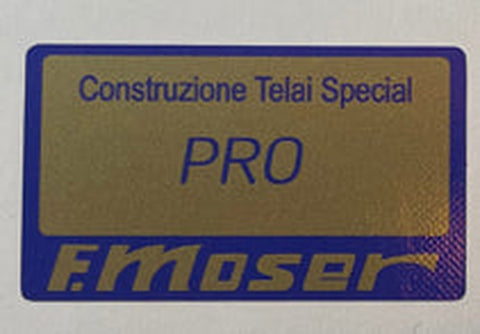 Construzione Telai Special
PRO
F.Moser